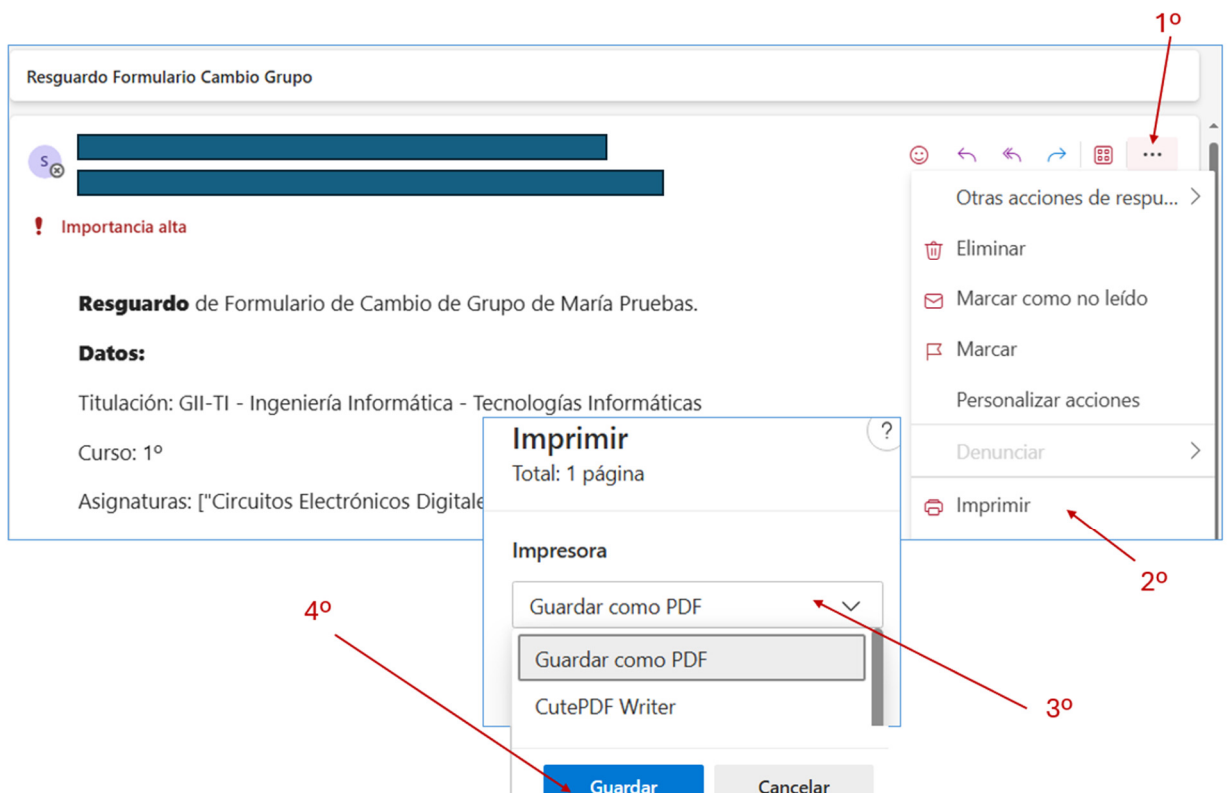 1º
Resguardo Formulario Cambio Grupo
S
Importancia alta
Otras acciones de respu...
Eliminar
Resguardo de Formulario de Cambio de Grupo de María Pruebas.
Marcar como no leído
Datos:
Marcar
Titulación: GII-TI - Ingeniería Informática - Tecnologías Informáticas
Personalizar acciones
Curso: 1º
Denunciar
Asignaturas: ["Circuitos Electrónicos Digitale
Imprimir
2º
Imprimir
?
Total: 1 página
Impresora
Guardar como PDF
Guardar como PDF
CutePDF Writer
3º
4º
Guardar
Cancelar